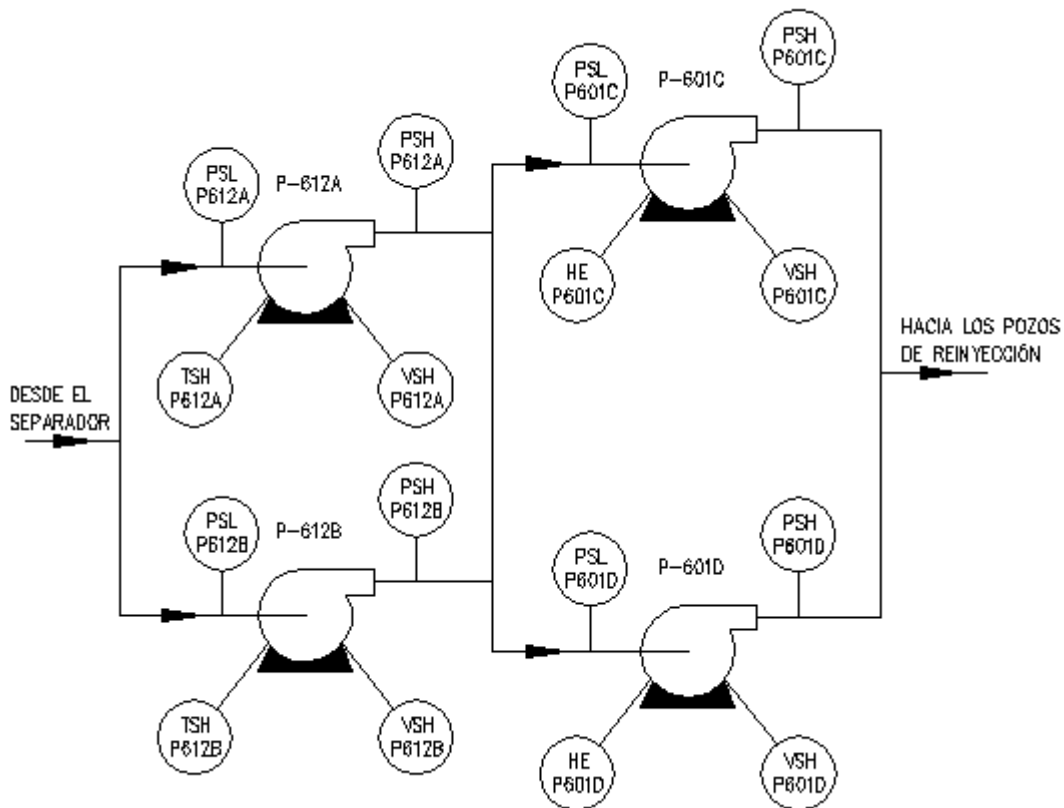 PSH
P601C
PSL
P601C
P-601C
PSH
P612A
PSL
P612A
P-612A
HE
P601C
VSH
P601C
HACIA LOS POZOS
DE REINYECCIÓN
TSH
P612A
VSH
P612A
DESDE EL
SEPARADOR
PSH
P612B
PSL
P612B
P-612B
PSH
P601D
PSL
P601D
P-601D
TSH
P612B
VSH
P612B
HE
P601D
VSH
P601D